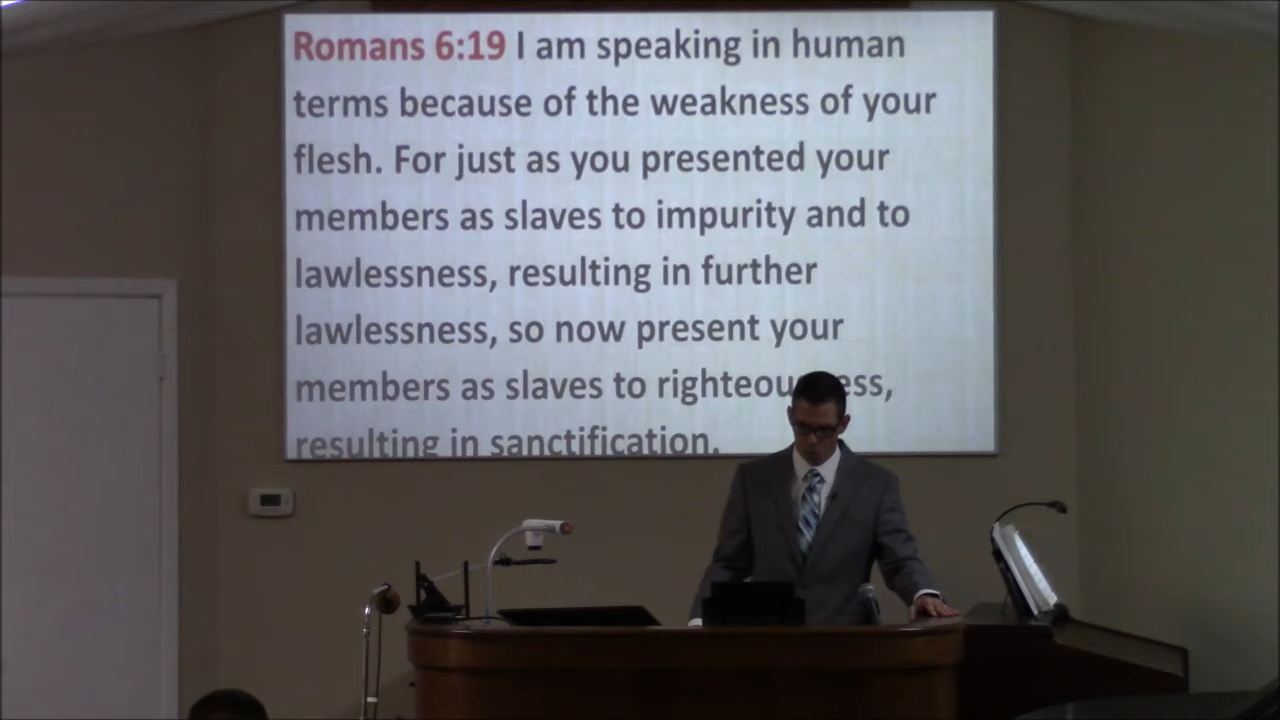 Romans 6:19 I am speaking in human
terms because of the weakness of your
flesh. For just as you presented your
members as slaves to impurity and to
lawlessness, resulting in further
lawlessness, so now present your
members as slaves to righteousness,
resulting in sanctification.